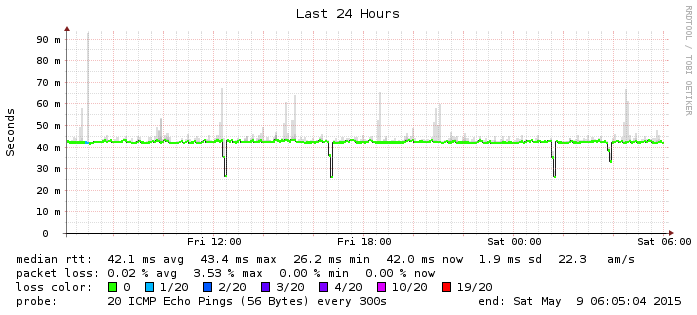 Last 24 Hours
RRDTOOL / TOBI OETIKER
Seconds
90 m
80 m
70 m
60 m
50 m
40 m
30 m
20 m
10 m
0
Fri 12:00 Fri 18:00 Sat 00:00 Sat 06:00
median rtt: 42.1 ms avg 43.4 ms max 26.2 ms min 42.0 ms now 1.9 ms sd 22.3 am/s
packet loss: 0.02 % avg 3.53 % max 0.00 % min 0.00 % now
loss color: 0 1/20 2/20 3/20 4/20 10/20 19/20
probe: 20 ICMP Echo Pings (56 Bytes) every 300s end: Sat May 9 06:05:04 2015